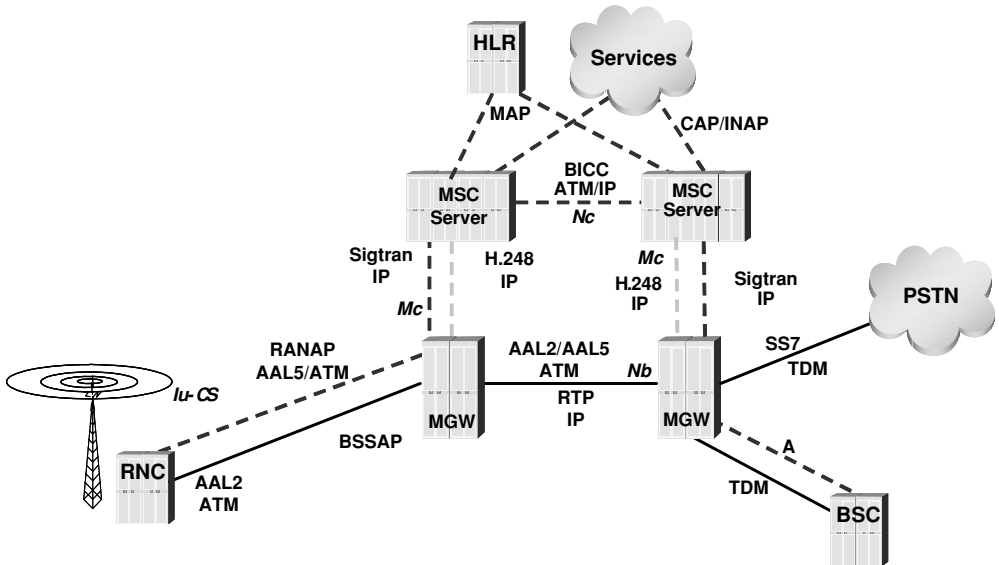 HLR
Services
MAP
CAP/INAP
MSC
Server
BICC
ATM/IP
Nc
MSC
Server
Sigtran
IP
H.248
IP
Mc
Mc
H.248
IP
Sigtran
IP
PSTN
RANAP
AAL5/ATM
Iu-CS
AAL2/AAL5
ATM
Nb
RTP
IP
SS7
TDM
MGW
MGW
BSSAP
RNC
AAL2
ATM
A
TDM
BSC